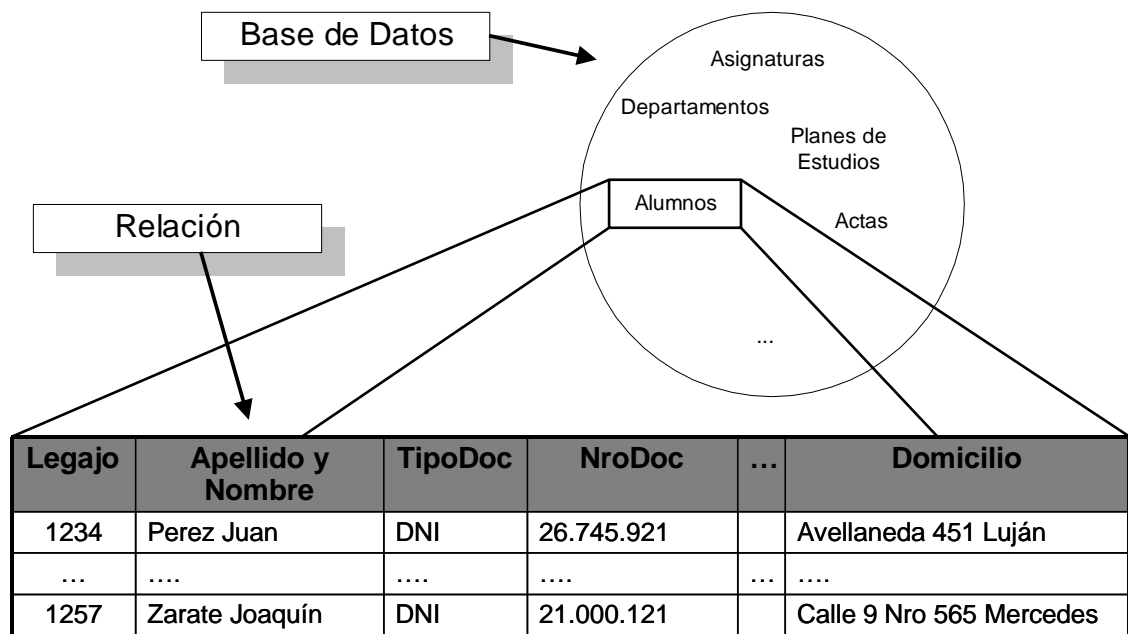 Base de Datos
Asignaturas
Departamentos
Planes de
Estudios
Alumnos
Actas
Relación
...
Legajo Apellido y Nombre TipoDoc NroDoc ... Domicilio
1234 Perez Juan DNI 26.745.921 Avellaneda 451 Luján
... .... .... .... ... ....
1257 Zarate Joaquín DNI 21.000.121 Calle 9 Nro 565 Mercedes